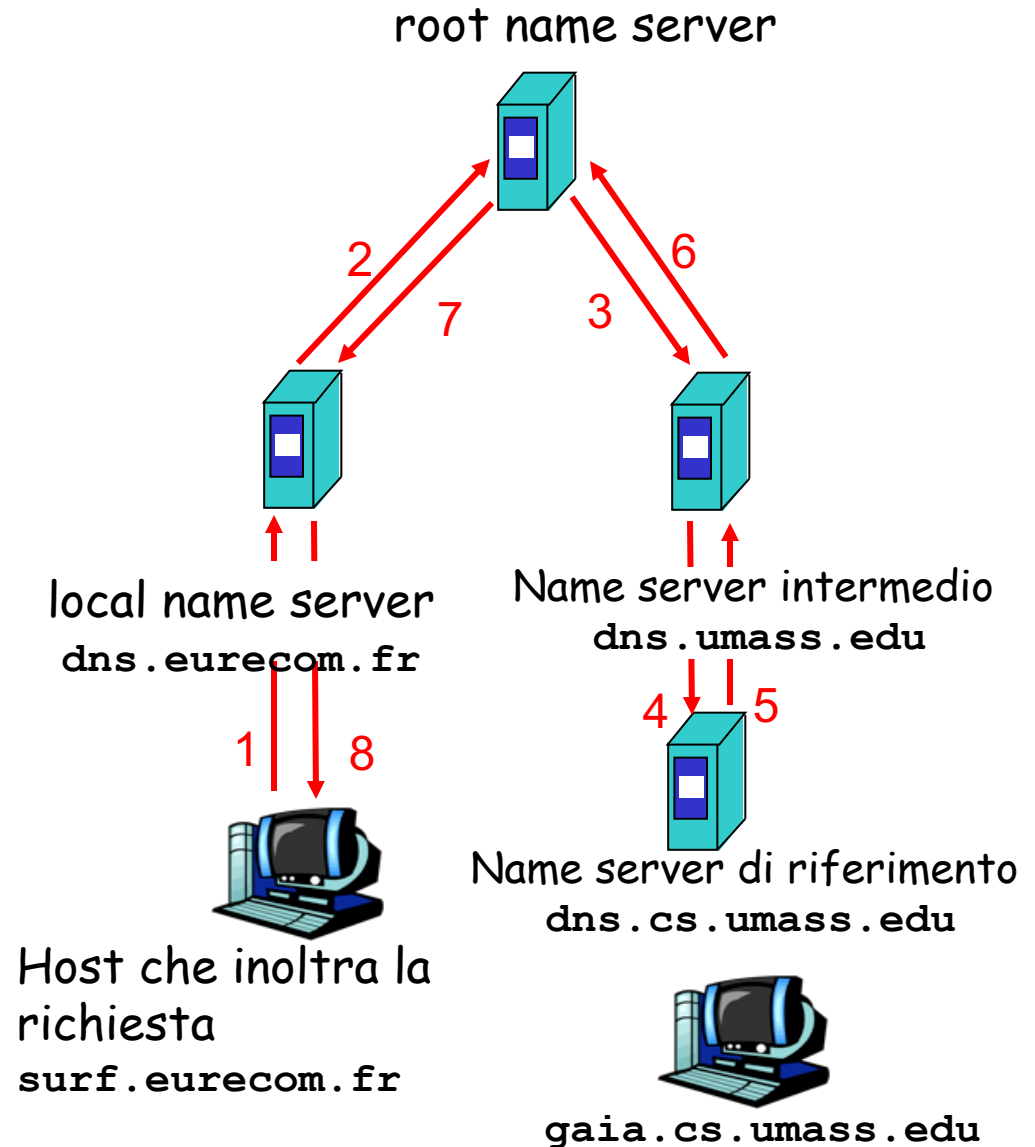 root name server
2
7
3
6
local name server
dns.eurecom.fr
Name server intermedio
dns.umass.edu
1
8
4
5
Host che inoltra la
richiesta
surf.eurecom.fr
Name server di riferimento
dns.cs.umass.edu
gaia.cs.umass.edu